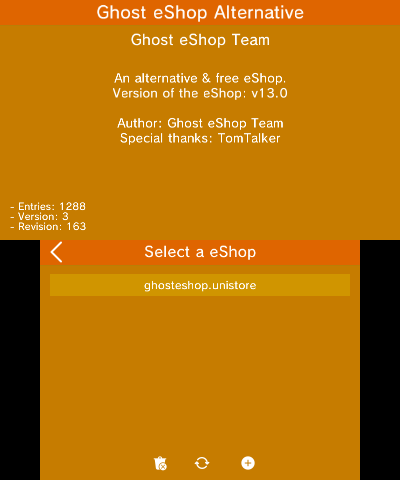 Ghost eShop Alternative
Ghost eShop Team
An alternative & free eShop.
Version of the eShop: v13.0
Author: Ghost eShop Team
Special thanks: TomTalker
- Entries: 1288
- Version: 3
- Revision: 163
Select a eShop
ghosteshop.unistore